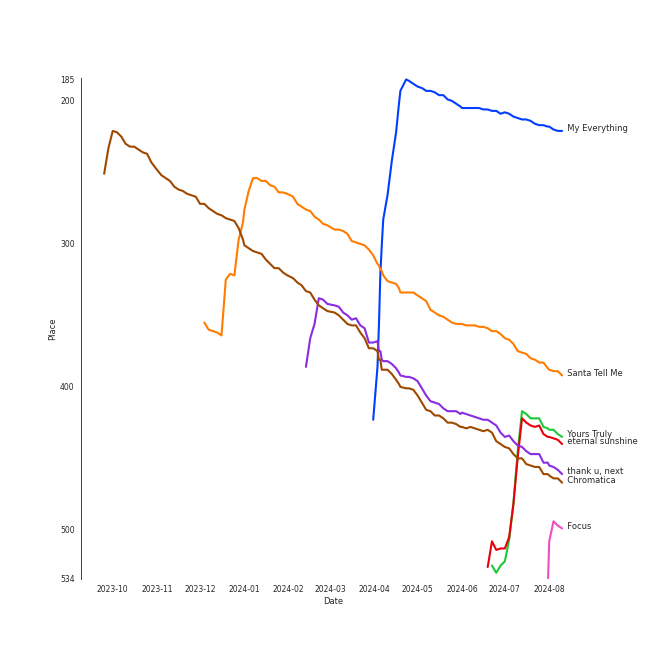 185
200
300
400
500
534
Place
2023-10 2023-11 2023-12 2024-01 2024-02 2024-03 2024-04 2024-05 2024-06 2024-07 2024-08
Date
My Everything
Santa Tell Me
Yours Truly
eternal sunshine
thank u, next
Chromatica
Focus